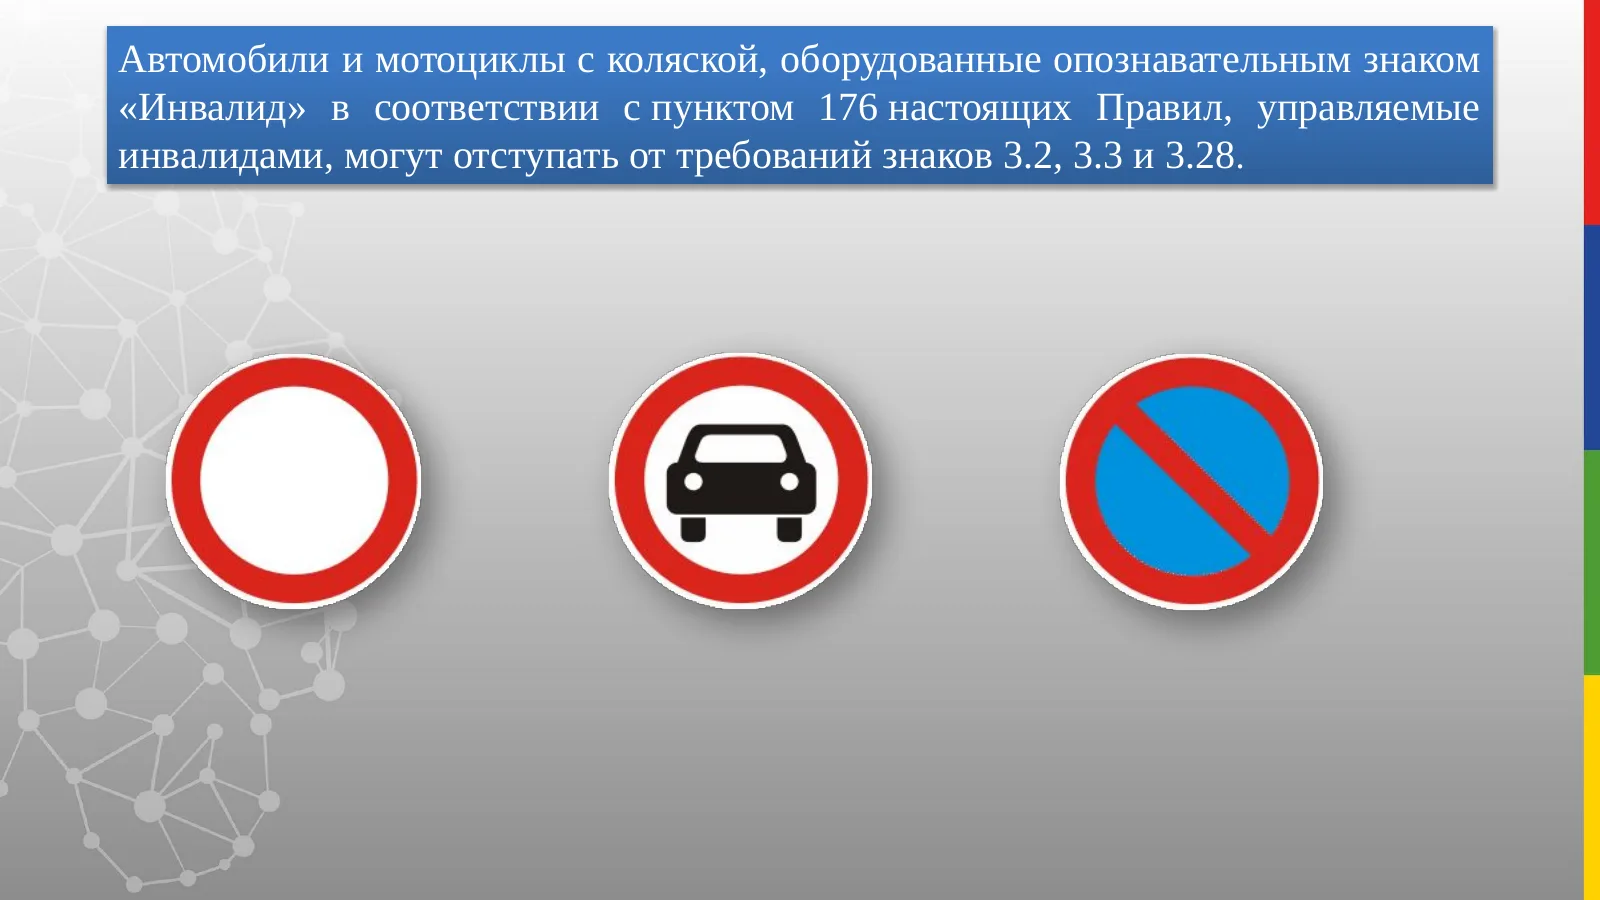 Автомобили и мотоциклы с коляской, оборудованные опознавательным знаком
«Инвалид» в соответствии с пунктом 176 настоящих Правил, управляемые
инвалидами, могут отступать от требований знаков 3.2, 3.3 и 3.28.